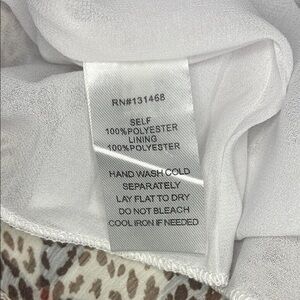 RN#131468
SELF
100%POLYESTER
LINING
100%POLYESTER
HAND WASH COLD
SEPARATELY
LAY FLAT TO DRY
DO NOT BLEACH
COOL IRON IF NEEDED